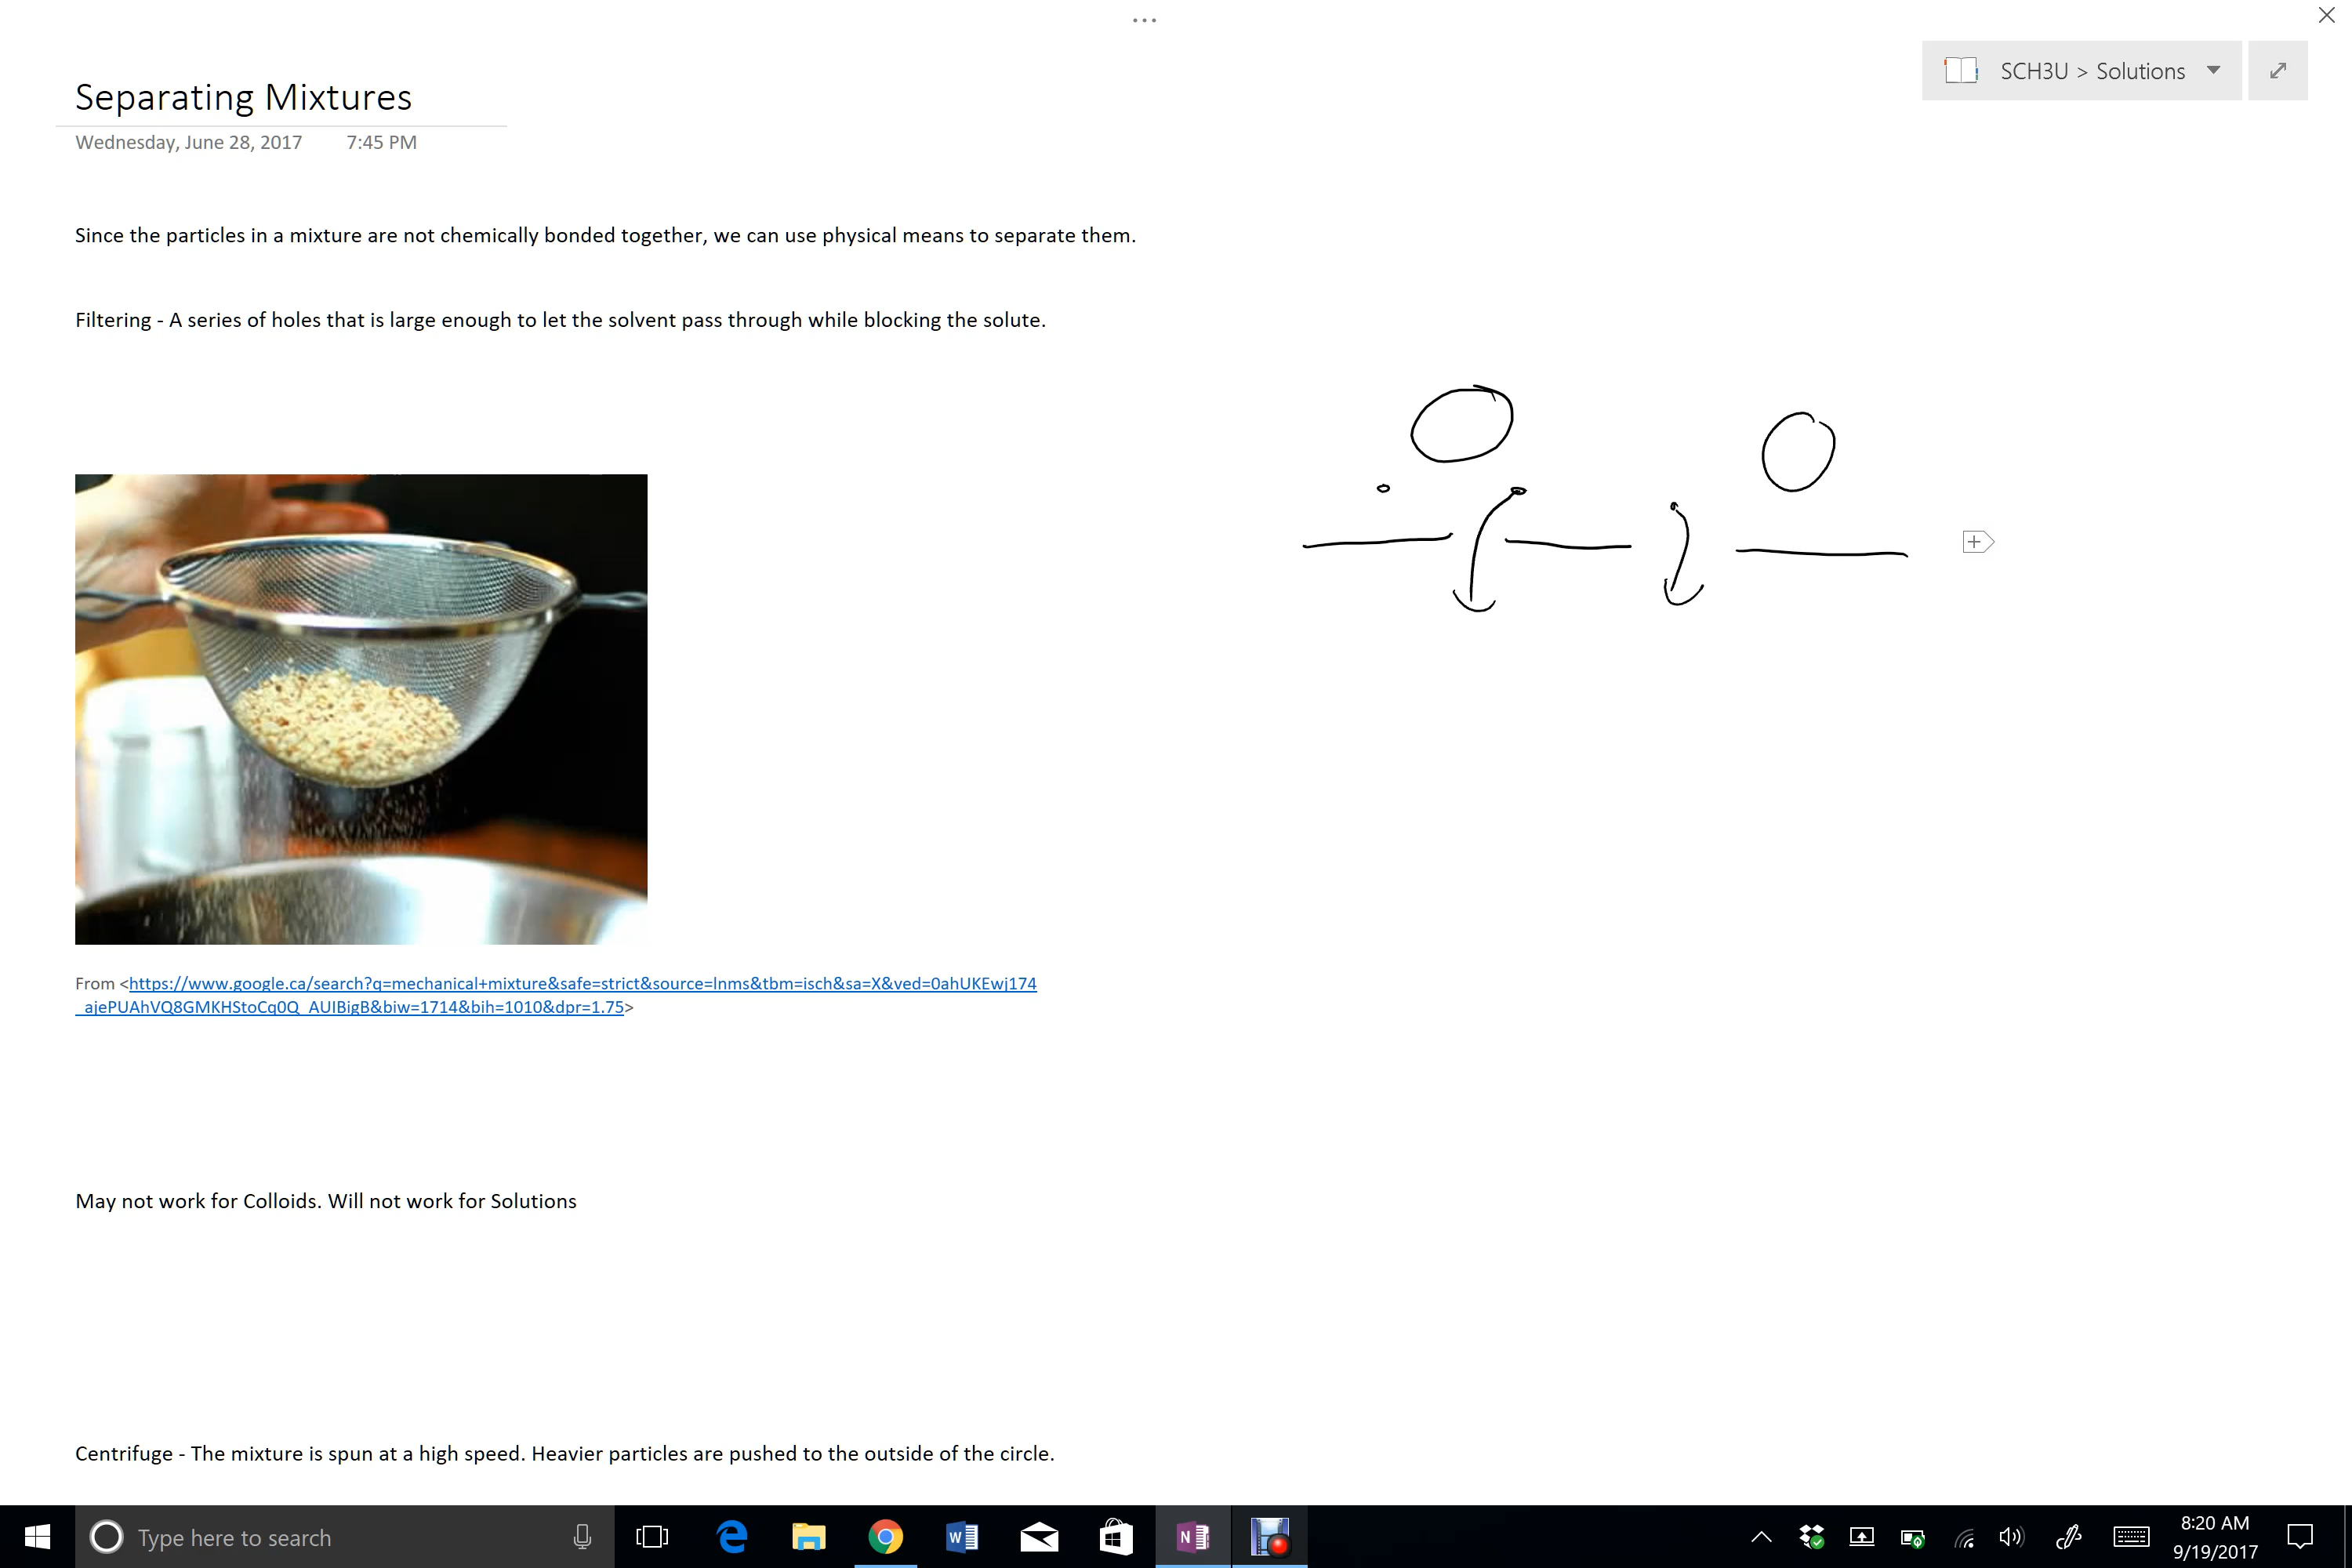 SCH3U > Solutions
Separating Mixtures
Wednesday, June 28, 2017 7:45 PM
Since the particles in a mixture are not chemically bonded together, we can use physical means to separate them.
Filtering - A series of holes that is large enough to let the solvent pass through while blocking the solute.
From <https://www.google.ca/search?q=mechanical+mixture&safe=strict&source=lnms&tbm=isch&sa=X&ved=0ahUKEwj174
_ajePUAhVQ8GMKHStoCq0Q_AUIBigB&biw=1714&bih=1010&dpr=1.75>
May not work for Colloids. Will not work for Solutions
Centrifuge - The mixture is spun at a high speed. Heavier particles are pushed to the outside of the circle.
Type here to search
8:20 AM
9/19/2017